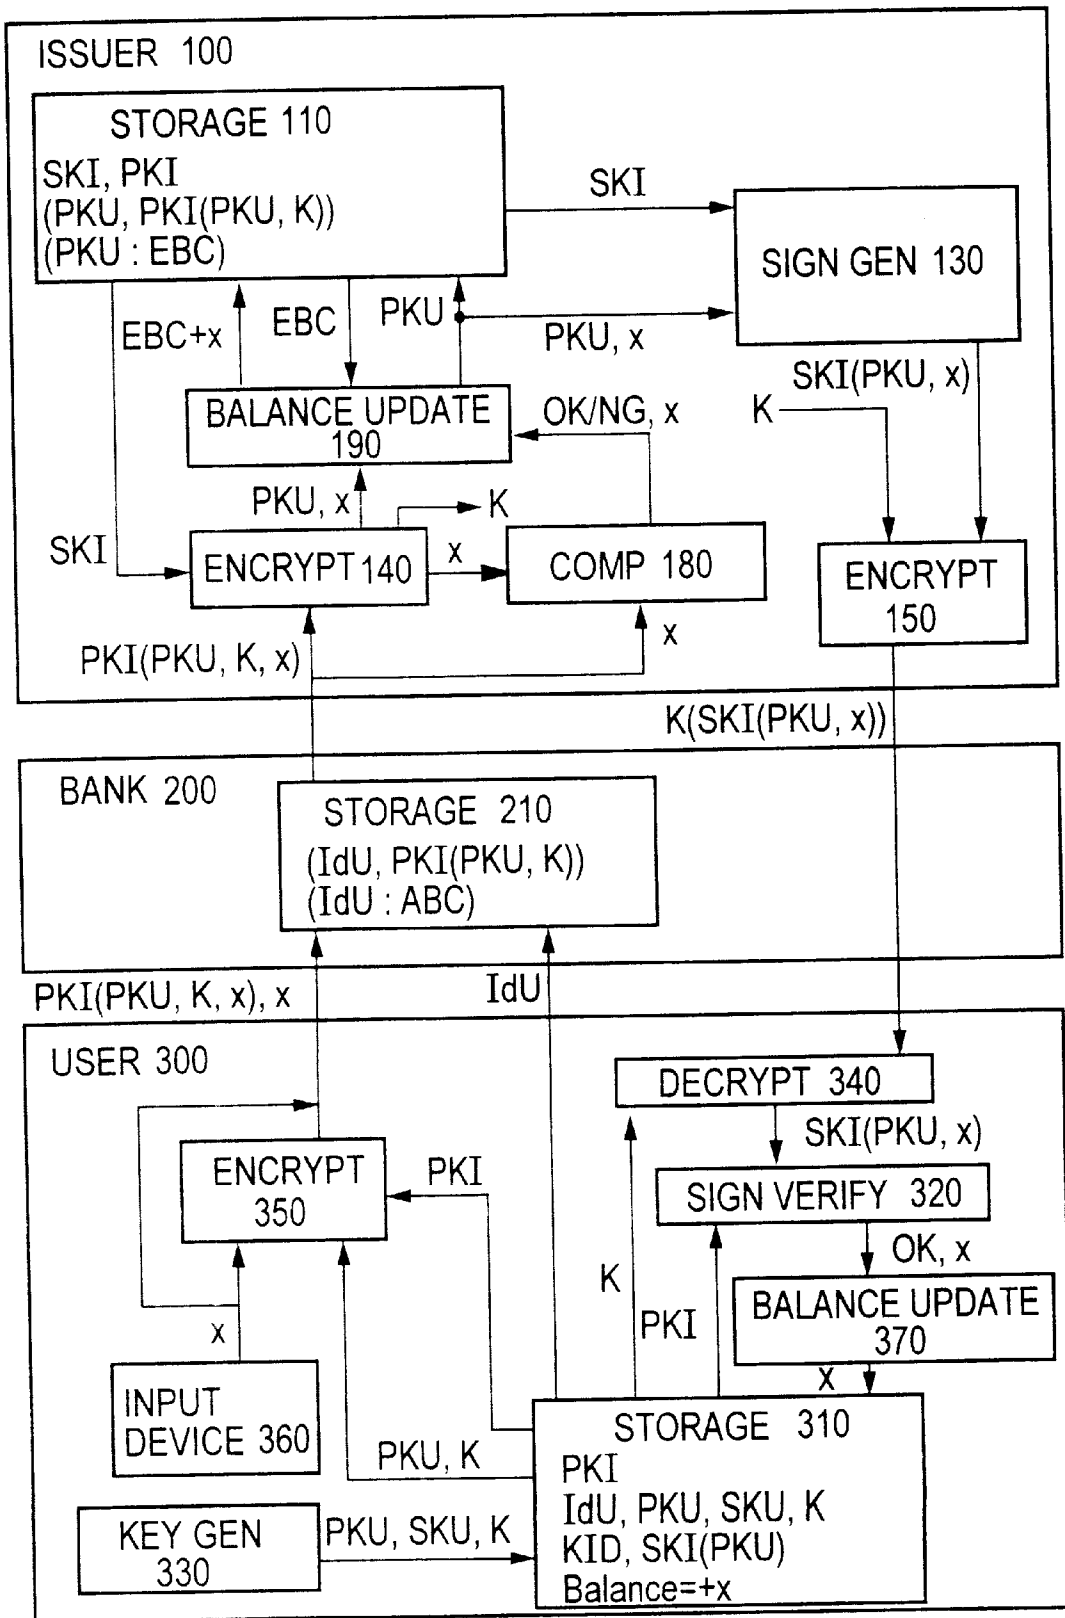 ISSUER 100
STORAGE 110
SKI, PKI
(PKU, PKI(PKU, K))
(PKU : EBC)
SKI
SIGN GEN 130
EBC+x
EBC
PKU
PKU, x
SKI(PKU, x)
K
BALANCE UPDATE
190
OK/NG, x
PKU, x
K
SKI
ENCRYPT 140
x
COMP 180
ENCRYPT
150
PKI(PKU, K, x)
x
K(SKI(PKU, x))
BANK 200
STORAGE 210
(IdU, PKI(PKU, K))
(IdU : ABC)
PKI(PKU, K, x), x
IdU
USER 300
DECRYPT 340
SKI(PKU, x)
ENCRYPT
350
PKI
SIGN VERIFY 320
OK, x
K
PKI
BALANCE UPDATE
370
x
x
INPUT
DEVICE 360
PKU, K
STORAGE 310
PKI
IdU, PKU, SKU, K
KID, SKI(PKU)
Balance=+x
KEY GEN
330
PKU, SKU, K